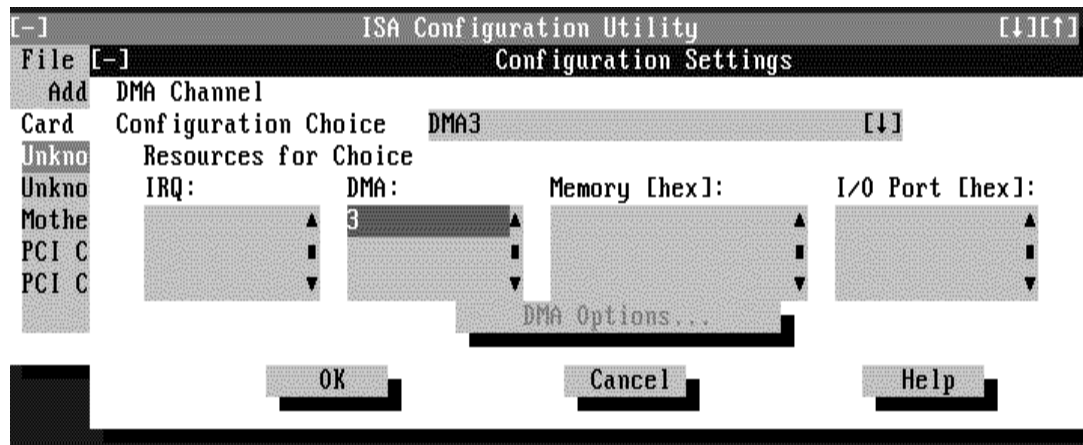 [-] ISA Configuration Utility [↓][↑]
File [-] Configuration Settings
Add DMA Channel
Card Configuration Choice DMA3 [↓]
Unkno Resources for Choice
Unkno IRQ: DMA: Memory [hex]: I/O Port [hex]:
Mothe 3
PCI C
PCI C
DMA Options...
OK Cancel Help